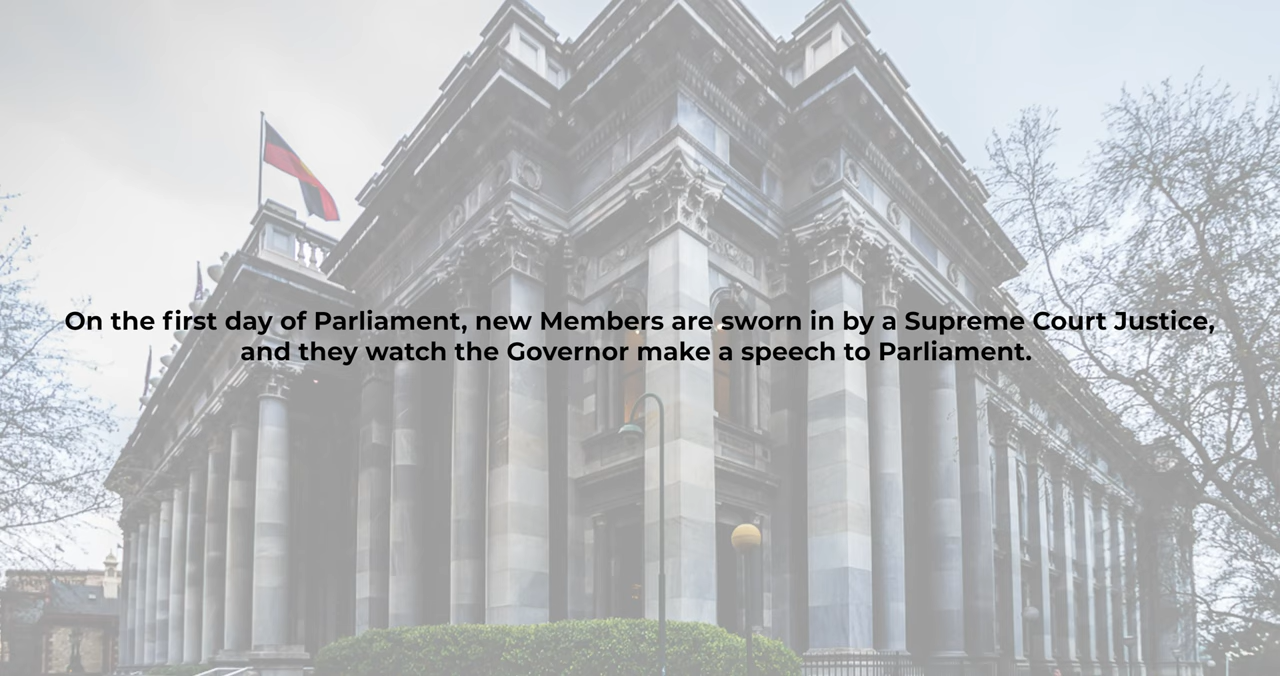 On the first day of Parliament, new Members are sworn in by a Supreme Court Justice,
and they watch the Governor make a speech to Parliament.